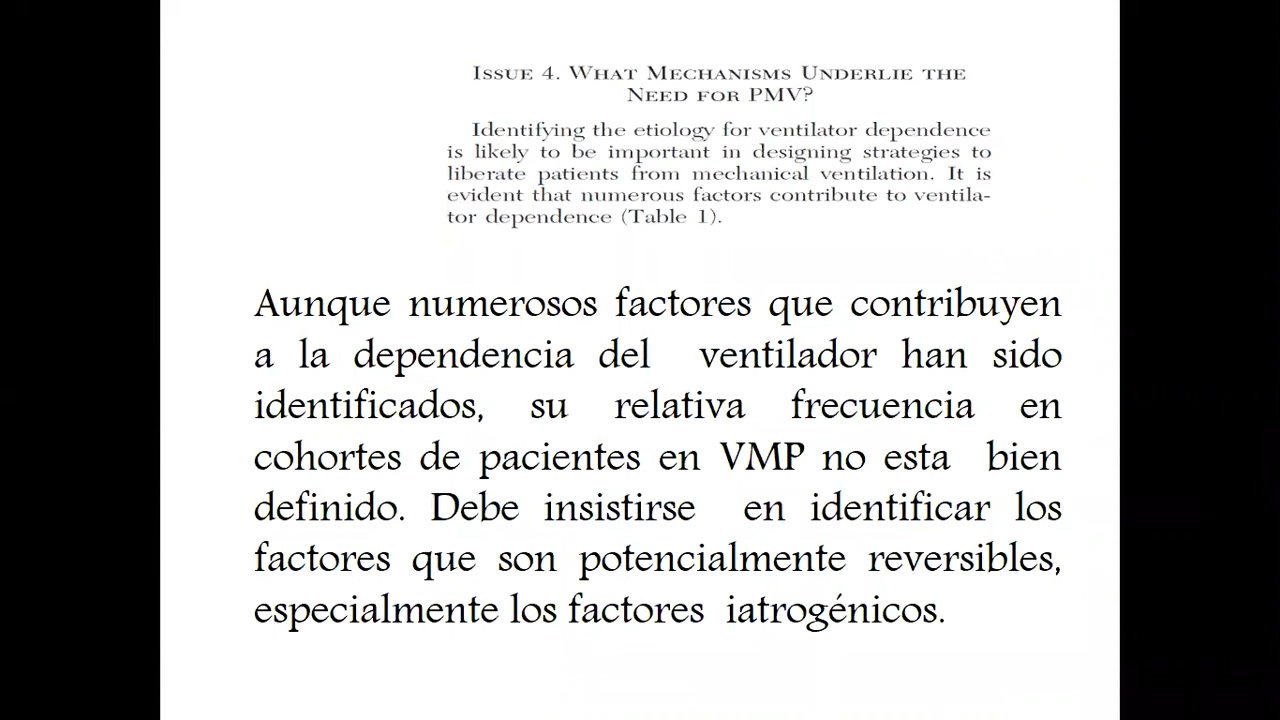 Issue 4. What Mechanisms Underlie the
Need for PMV?
Identifying the etiology for ventilator dependence
is likely to be important in designing strategies to
liberate patients from mechanical ventilation. It is
evident that numerous factors contribute to ventila-
tor dependence (Table 1).
Aunque numerosos factores que contribuyen
a la dependencia del ventilador han sido
identificados, su relativa frecuencia en
cohortes de pacientes en VMP no esta bien
definido. Debe insistirse en identificar los
factores que son potencialmente reversibles,
especialmente los factores iatrogénicos.